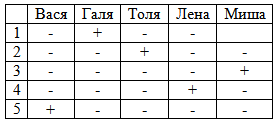 Вася Галя Толя Лена Миша
1 - + - -
2 - - + - -
3 - - - - +
4 - - - + -
5 + - - - -